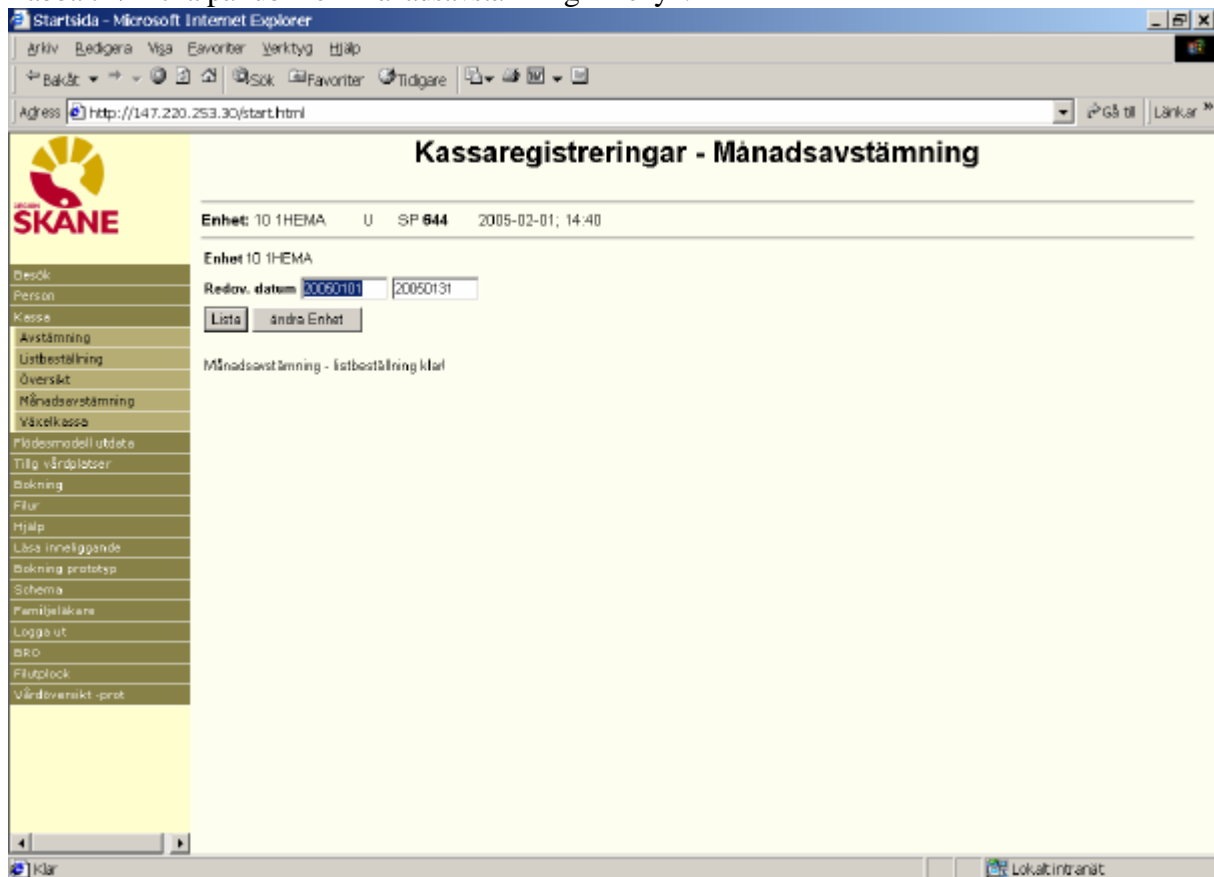 Startsida - Microsoft Internet Explorer
Arkiv Redigera Visa Favoriter Verktyg Hjälp
Bakåt Sök Favoriter Tidigare
Adress http://147.220.253.30/start.html Gå till Länkar »
REGION SKÅNE
Kassaregistreringar - Månadsavstämning
Enhet: 10 1HEMA U SP 644 2005-02-01; 14:40
Enhet 10 1HEMA
Redov. datum 20050101 20050131
Lista ändra Enhet
Månadsavstämning - listbeställning klar!
Besök
Person
Kassa
Avstämning
Listbeställning
Översikt
Månadsavstämning
Växelkassa
Flödesmodell utdata
Tillg vårdplatser
Bokning
Filur
Hjälp
Läsa inneliggande
Bokning prototyp
Schema
Familjeläkare
Logga ut
BRO
Filutplock
Vårdöversikt -prot
Klar Lokalt intranät